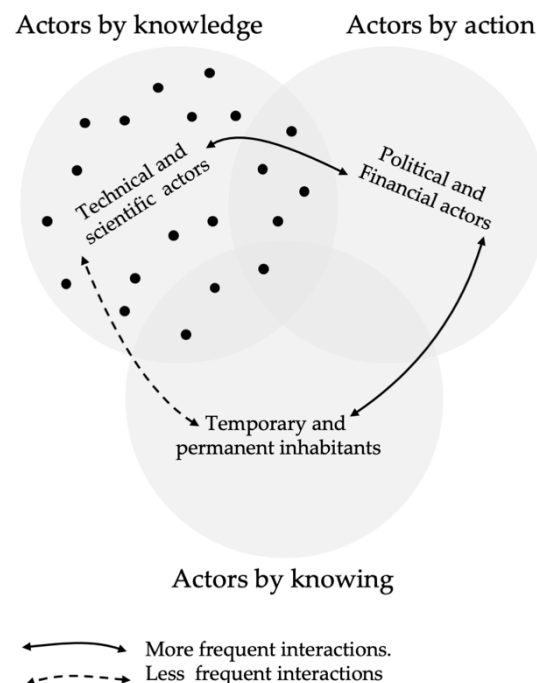 Actors by knowledge
Actors by action
Technical and
scientific actors
Political and
Financial actors
Temporary and
permanent inhabitants
Actors by knowing
More frequent interactions.
Less frequent interactions